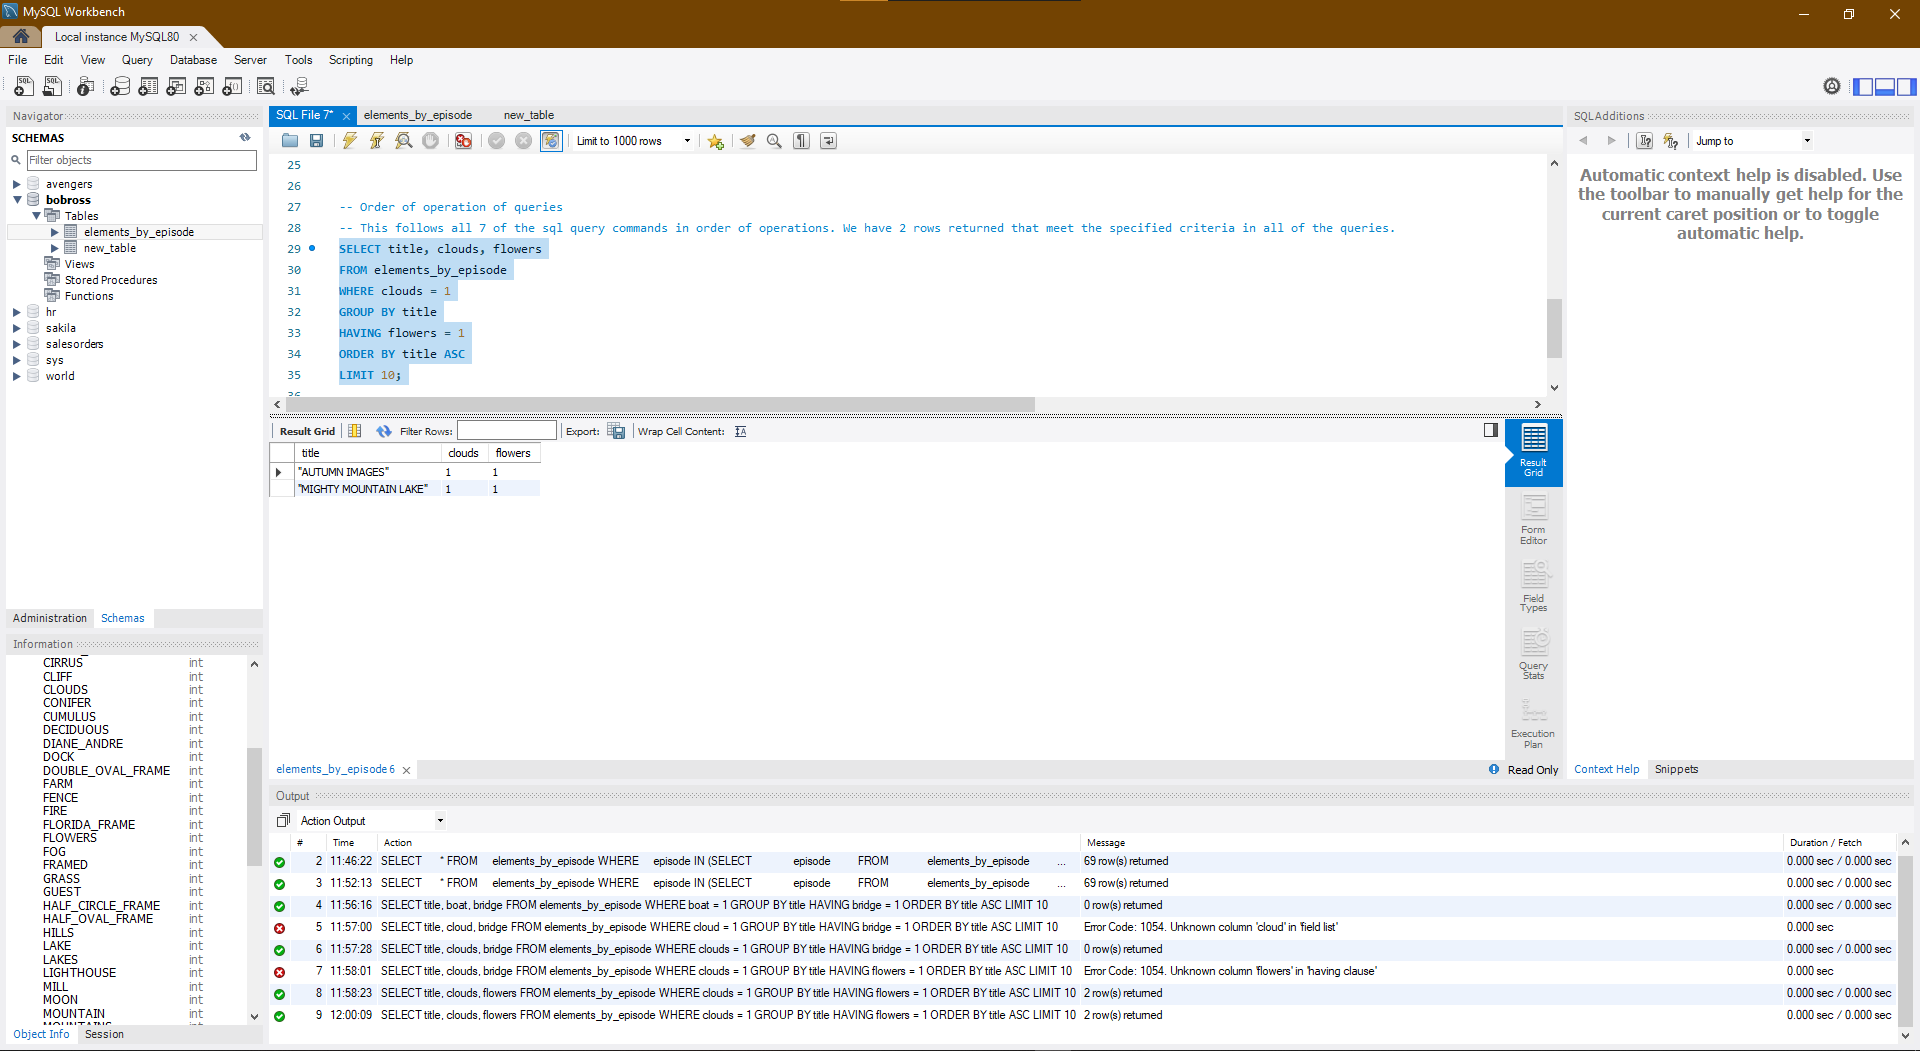 MySQL Workbench
Local instance MySQL80
File Edit View Query Database Server Tools Scripting Help
Navigator
SCHEMAS
Filter objects
avengers
bobross
Tables
elements_by_episode
new_table
Views
Stored Procedures
Functions
hr
sakila
salesorders
sys
world
Administration Schemas
Information
CIRRUS int
CLIFF int
CLOUDS int
CONIFER int
CUMULUS int
DECIDUOUS int
DIANE_ANDRE int
DOCK int
DOUBLE_OVAL_FRAME int
FARM int
FENCE int
FIRE int
FLORIDA_FRAME int
FLOWERS int
FOG int
FRAMED int
GRASS int
GUEST int
HALF_CIRCLE_FRAME int
HALF_OVAL_FRAME int
HILLS int
LAKE int
LAKES int
LIGHTHOUSE int
MILL int
MOON int
MOUNTAIN int
Object Info Session
SQL File 7* elements_by_episode new_table
Limit to 1000 rows
25
26
27 -- Order of operation of queries
28 -- This follows all 7 of the sql query commands in order of operations. We have 2 rows returned that meet the specified criteria in all of the queries.
29 SELECT title, clouds, flowers
30 FROM elements_by_episode
31 WHERE clouds = 1
32 GROUP BY title
33 HAVING flowers = 1
34 ORDER BY title ASC
35 LIMIT 10;
Result Grid Filter Rows: Export: Wrap Cell Content:
title clouds flowers
"AUTUMN IMAGES" 1 1
"MIGHTY MOUNTAIN LAKE" 1 1
Result Grid
Form Editor
Field Types
Query Stats
Execution Plan
elements_by_episode 6
Read Only
Output
Action Output
# Time Action Message Duration / Fetch
2 11:46:22 SELECT * FROM elements_by_episode WHERE episode IN (SELECT episode FROM elements_by_episode ... 69 row(s) returned 0.000 sec / 0.000 sec
3 11:52:13 SELECT * FROM elements_by_episode WHERE episode IN (SELECT episode FROM elements_by_episode ... 69 row(s) returned 0.000 sec / 0.000 sec
4 11:56:16 SELECT title, boat, bridge FROM elements_by_episode WHERE boat = 1 GROUP BY title HAVING bridge = 1 ORDER BY title ASC LIMIT 10 0 row(s) returned 0.000 sec / 0.000 sec
5 11:57:00 SELECT title, cloud, bridge FROM elements_by_episode WHERE cloud = 1 GROUP BY title HAVING bridge = 1 ORDER BY title ASC LIMIT 10 Error Code: 1054. Unknown column 'cloud' in 'field list' 0.000 sec
6 11:57:28 SELECT title, clouds, bridge FROM elements_by_episode WHERE clouds = 1 GROUP BY title HAVING bridge = 1 ORDER BY title ASC LIMIT 10 0 row(s) returned 0.000 sec / 0.000 sec
7 11:58:01 SELECT title, clouds, bridge FROM elements_by_episode WHERE clouds = 1 GROUP BY title HAVING flowers = 1 ORDER BY title ASC LIMIT 10 Error Code: 1054. Unknown column 'flowers' in 'having clause' 0.000 sec
8 11:58:23 SELECT title, clouds, flowers FROM elements_by_episode WHERE clouds = 1 GROUP BY title HAVING flowers = 1 ORDER BY title ASC LIMIT 10 2 row(s) returned 0.000 sec / 0.000 sec
9 12:00:09 SELECT title, clouds, flowers FROM elements_by_episode WHERE clouds = 1 GROUP BY title HAVING flowers = 1 ORDER BY title ASC LIMIT 10 2 row(s) returned 0.000 sec / 0.000 sec
SQLAdditions
Jump to
Automatic context help is disabled. Use
the toolbar to manually get help for the
current caret position or to toggle
automatic help.
Context Help Snippets